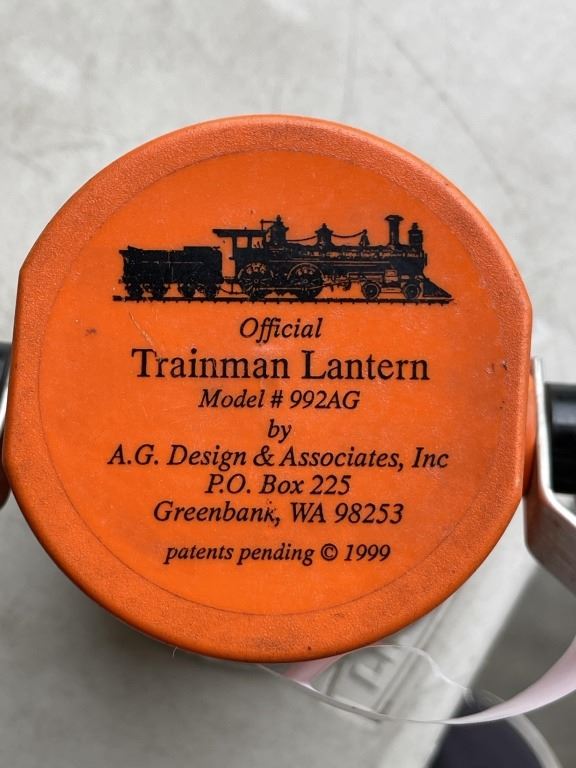 Official
Trainman Lantern
Model # 992AG
by
A.G. Design & Associates, Inc
P.O. Box 225
Greenbank, WA 98253
patents pending © 1999